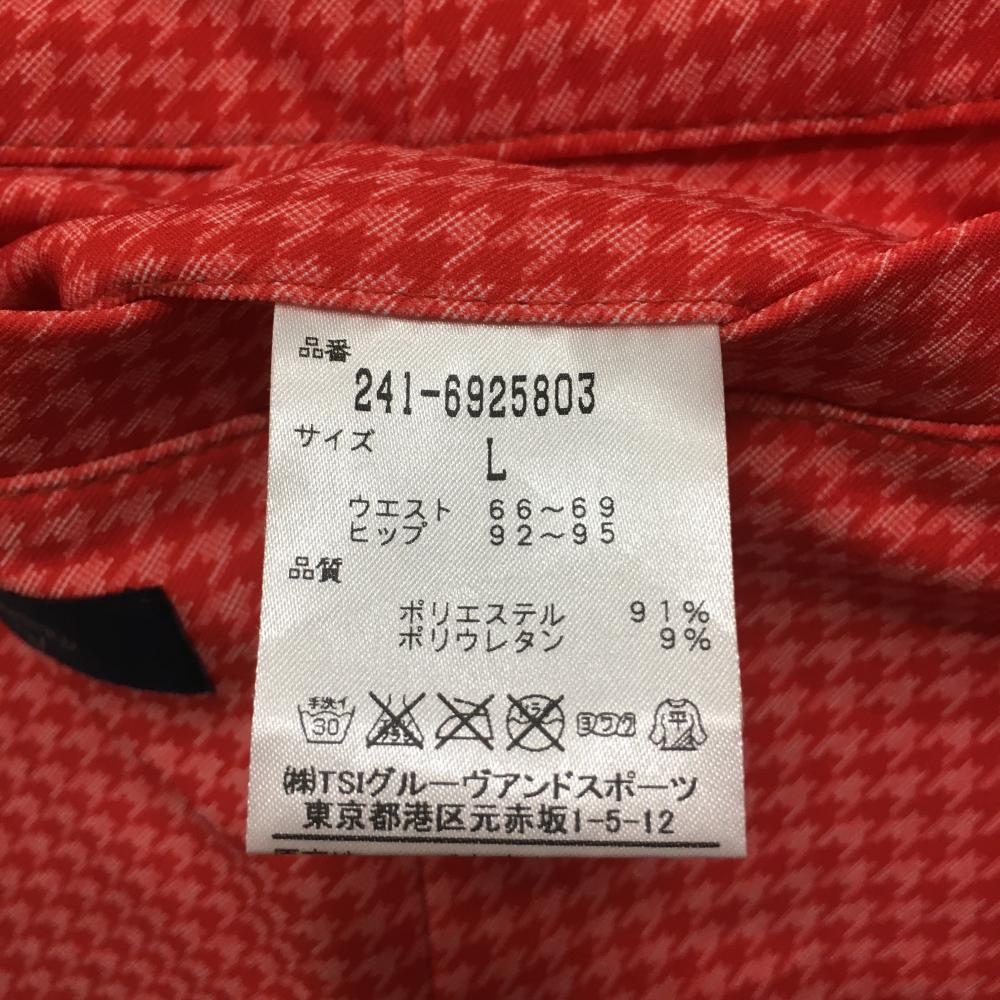 品番
241-6925803
サイズ
L
ウエスト 66～69
ヒップ 92～95
品質
ポリエステル 91%
ポリウレタン 9%
手洗イ
30
平
㈱TSIグルーヴアンドスポーツ
東京都港区元赤坂1-5-12